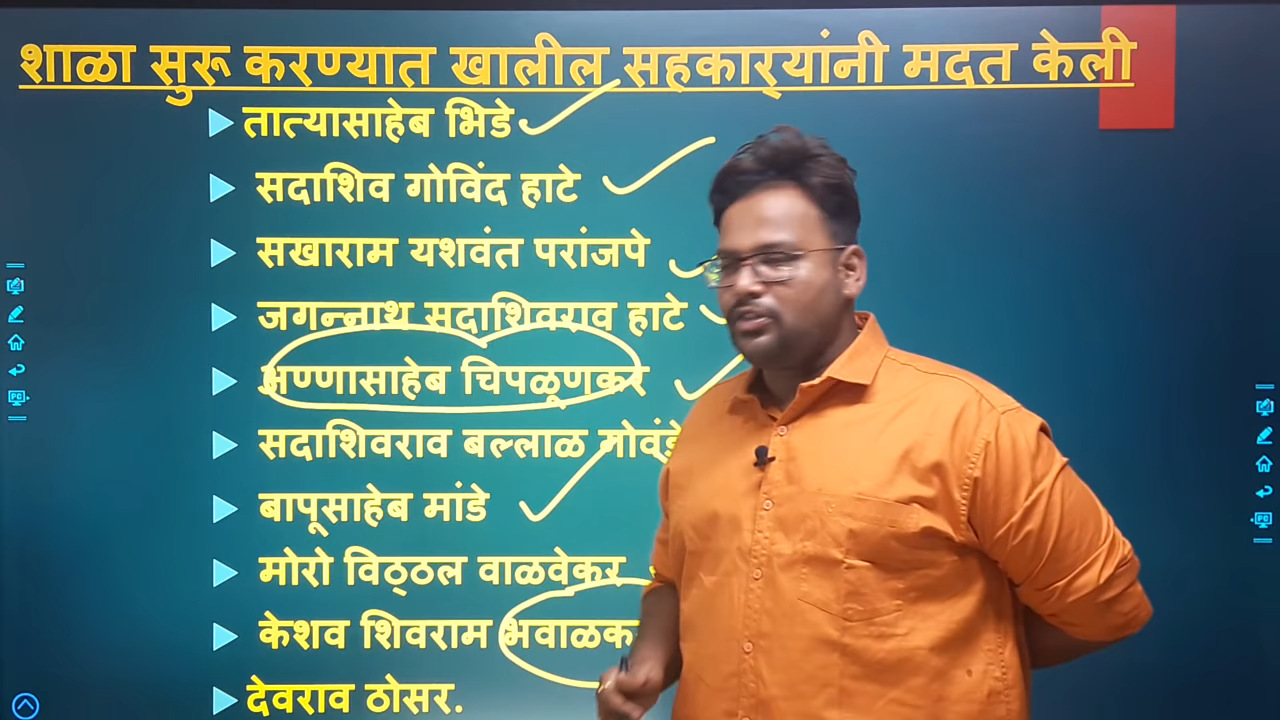 शाळा सुरू करण्यात खालील सहकार्‍यांनी मदत केली
तात्यासाहेब भिडे
सदाशिव गोविंद हाटे
सखाराम यशवंत परांजपे
जगन्नाथ सदाशिवराव हाटे
अण्णासाहेब चिपळूणकर
सदाशिवराव बल्लाळ गोवंडे
बापूसाहेब मांडे
मोरो विठ्ठल वाळवेकर
केशव शिवराम
देवराव ठोसर.